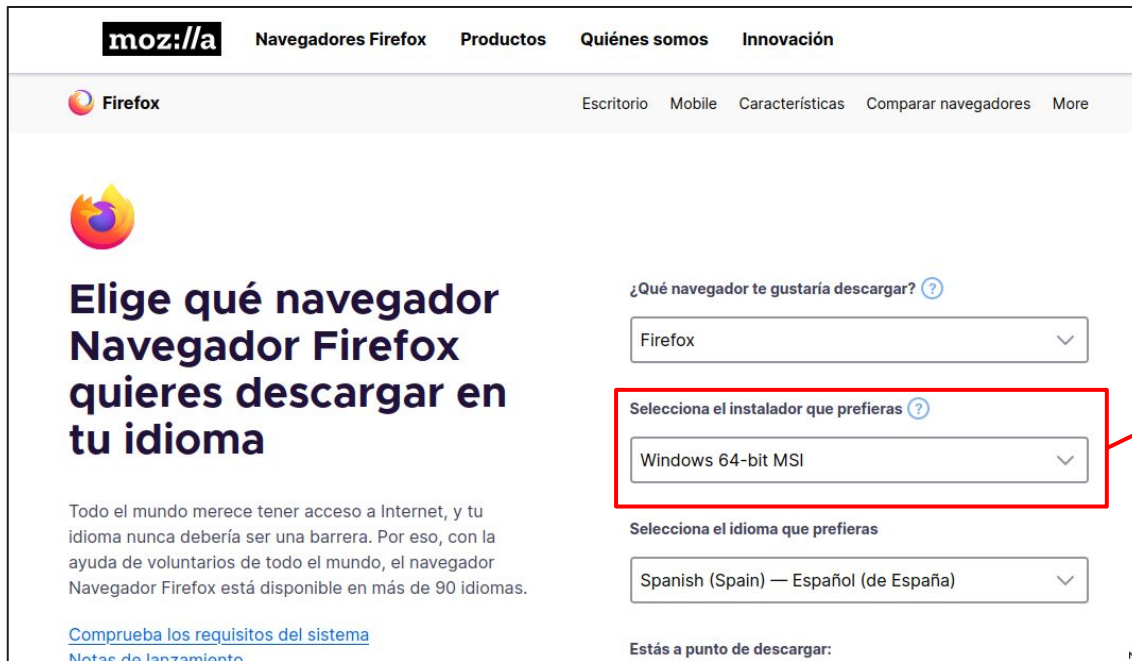 moz://a Navegadores Firefox Productos Quiénes somos Innovación
Firefox Escritorio Mobile Características Comparar navegadores More
Elige qué navegador
Navegador Firefox
quieres descargar en
tu idioma
Todo el mundo merece tener acceso a Internet, y tu
idioma nunca debería ser una barrera. Por eso, con la
ayuda de voluntarios de todo el mundo, el navegador
Navegador Firefox está disponible en más de 90 idiomas.
Comprueba los requisitos del sistema
Notas de lanzamiento
¿Qué navegador te gustaría descargar? ?
Firefox
Selecciona el instalador que prefieras ?
Windows 64-bit MSI
Selecciona el idioma que prefieras
Spanish (Spain) — Español (de España)
Estás a punto de descargar: